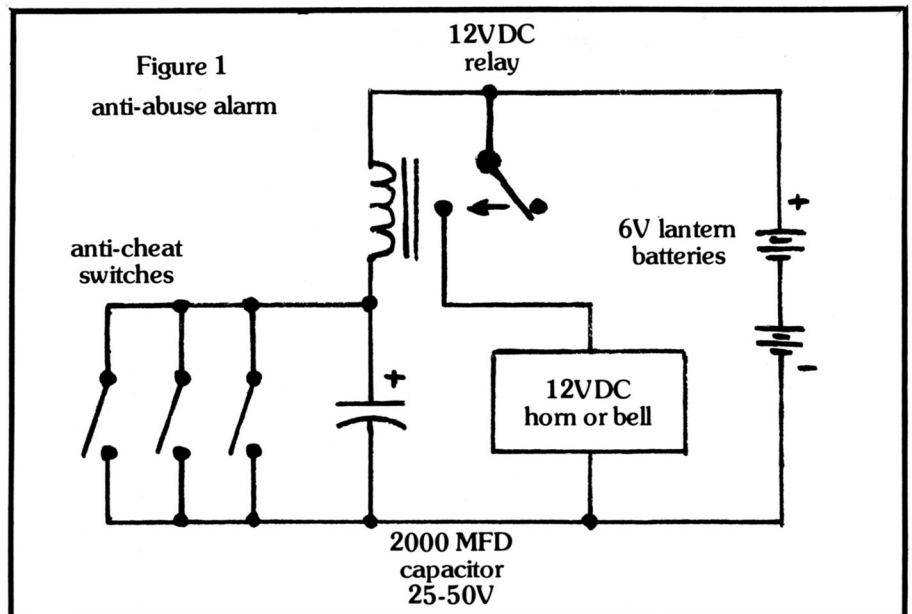 12VDC
relay
Figure 1
anti-abuse alarm
+
6V lantern
batteries
anti-cheat
switches
-
+
12VDC
horn or bell
2000 MFD
capacitor
25-50V